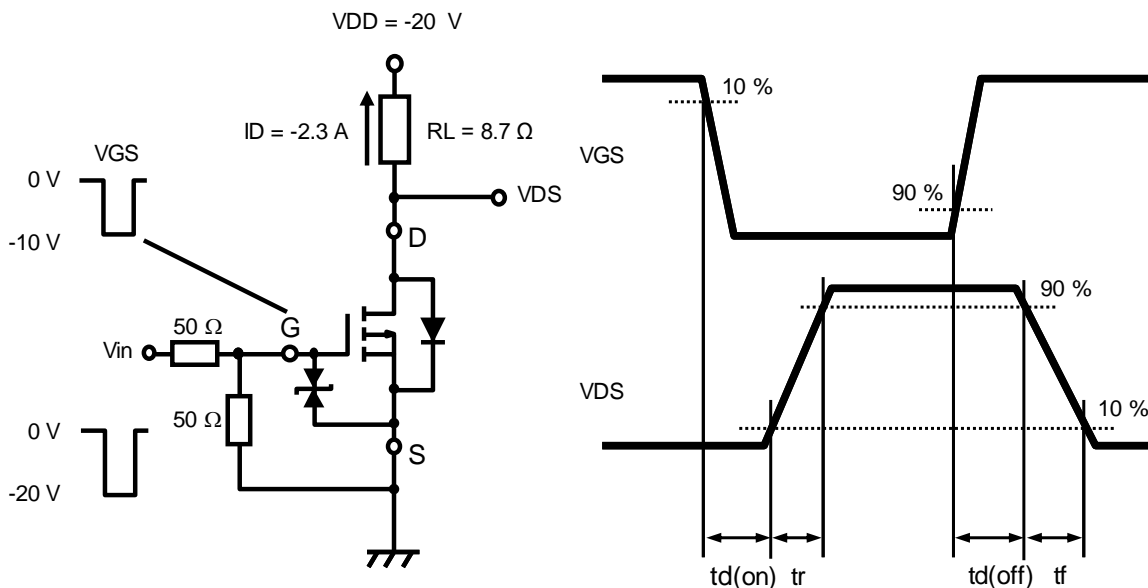 VDD = -20 V
ID = -2.3 A
RL = 8.7 Ω
VGS
0 V
-10 V
VDS
D
50 Ω
G
Vin
50 Ω
0 V
-20 V
S
10 %
VGS
90 %
90 %
VDS
10 %
td(on)
tr
td(off)
tf